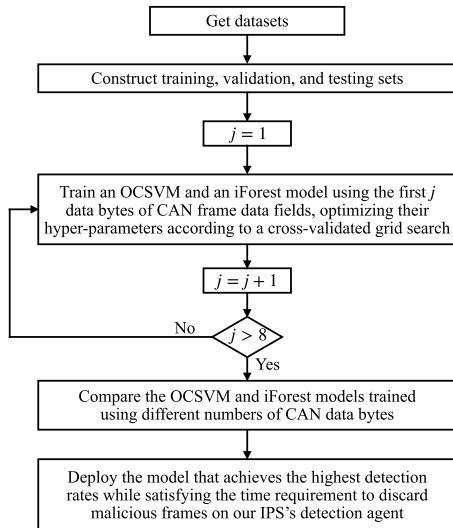 Get datasets
Construct training, validation, and testing sets
j = 1
Train an OCSVM and an iForest model using the first j
data bytes of CAN frame data fields, optimizing their
hyper-parameters according to a cross-validated grid search
j = j + 1
No
j > 8
Yes
Compare the OCSVM and iForest models trained
using different numbers of CAN data bytes
Deploy the model that achieves the highest detection
rates while satisfying the time requirement to discard
malicious frames on our IPS's detection agent